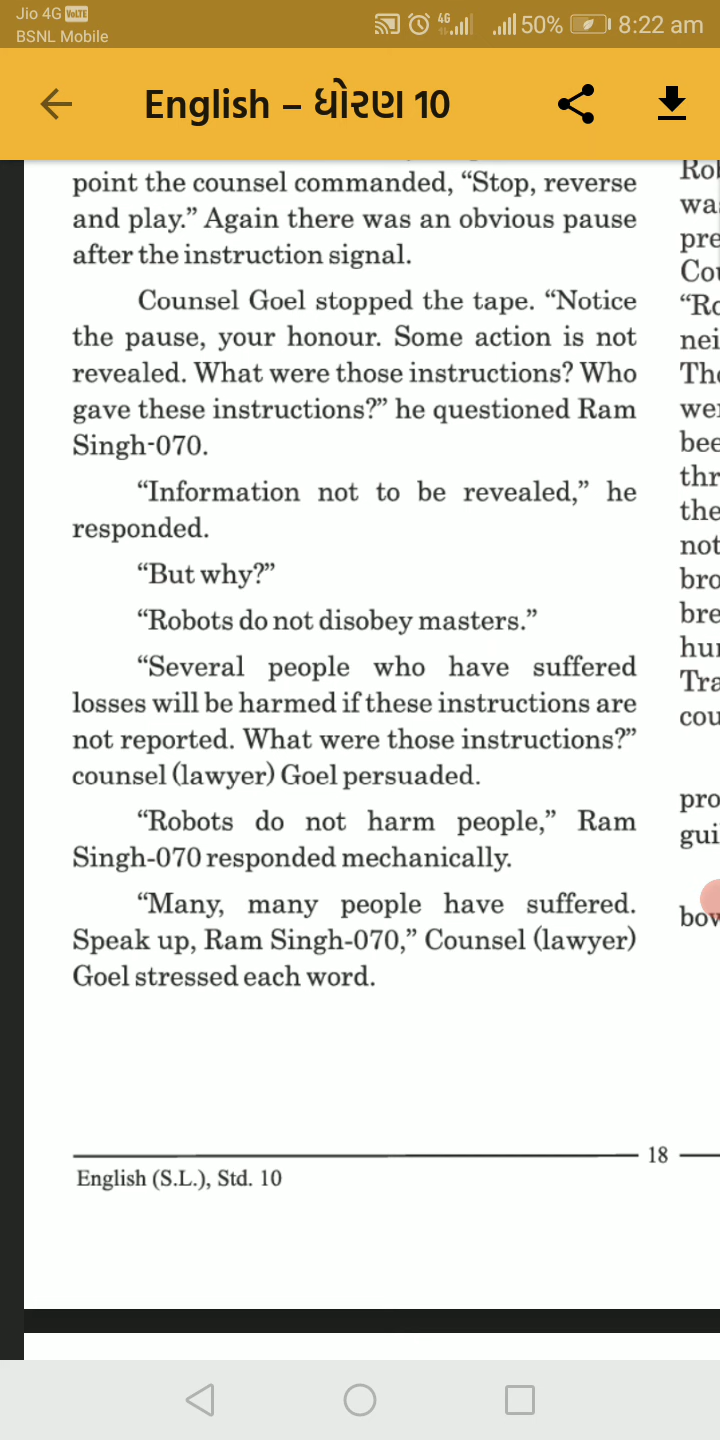 Jio 4G VoLTE
BSNL Mobile
4G
50%
8:22 am
English – ધોરણ 10
point the counsel commanded, “Stop, reverse
and play.” Again there was an obvious pause
after the instruction signal.
Counsel Goel stopped the tape. “Notice
the pause, your honour. Some action is not
revealed. What were those instructions? Who
gave these instructions?” he questioned Ram
Singh-070.
“Information not to be revealed,” he
responded.
“But why?”
“Robots do not disobey masters.”
“Several people who have suffered
losses will be harmed if these instructions are
not reported. What were those instructions?”
counsel (lawyer) Goel persuaded.
“Robots do not harm people,” Ram
Singh-070 responded mechanically.
“Many, many people have suffered.
Speak up, Ram Singh-070,” Counsel (lawyer)
Goel stressed each word.
18
English (S.L.), Std. 10